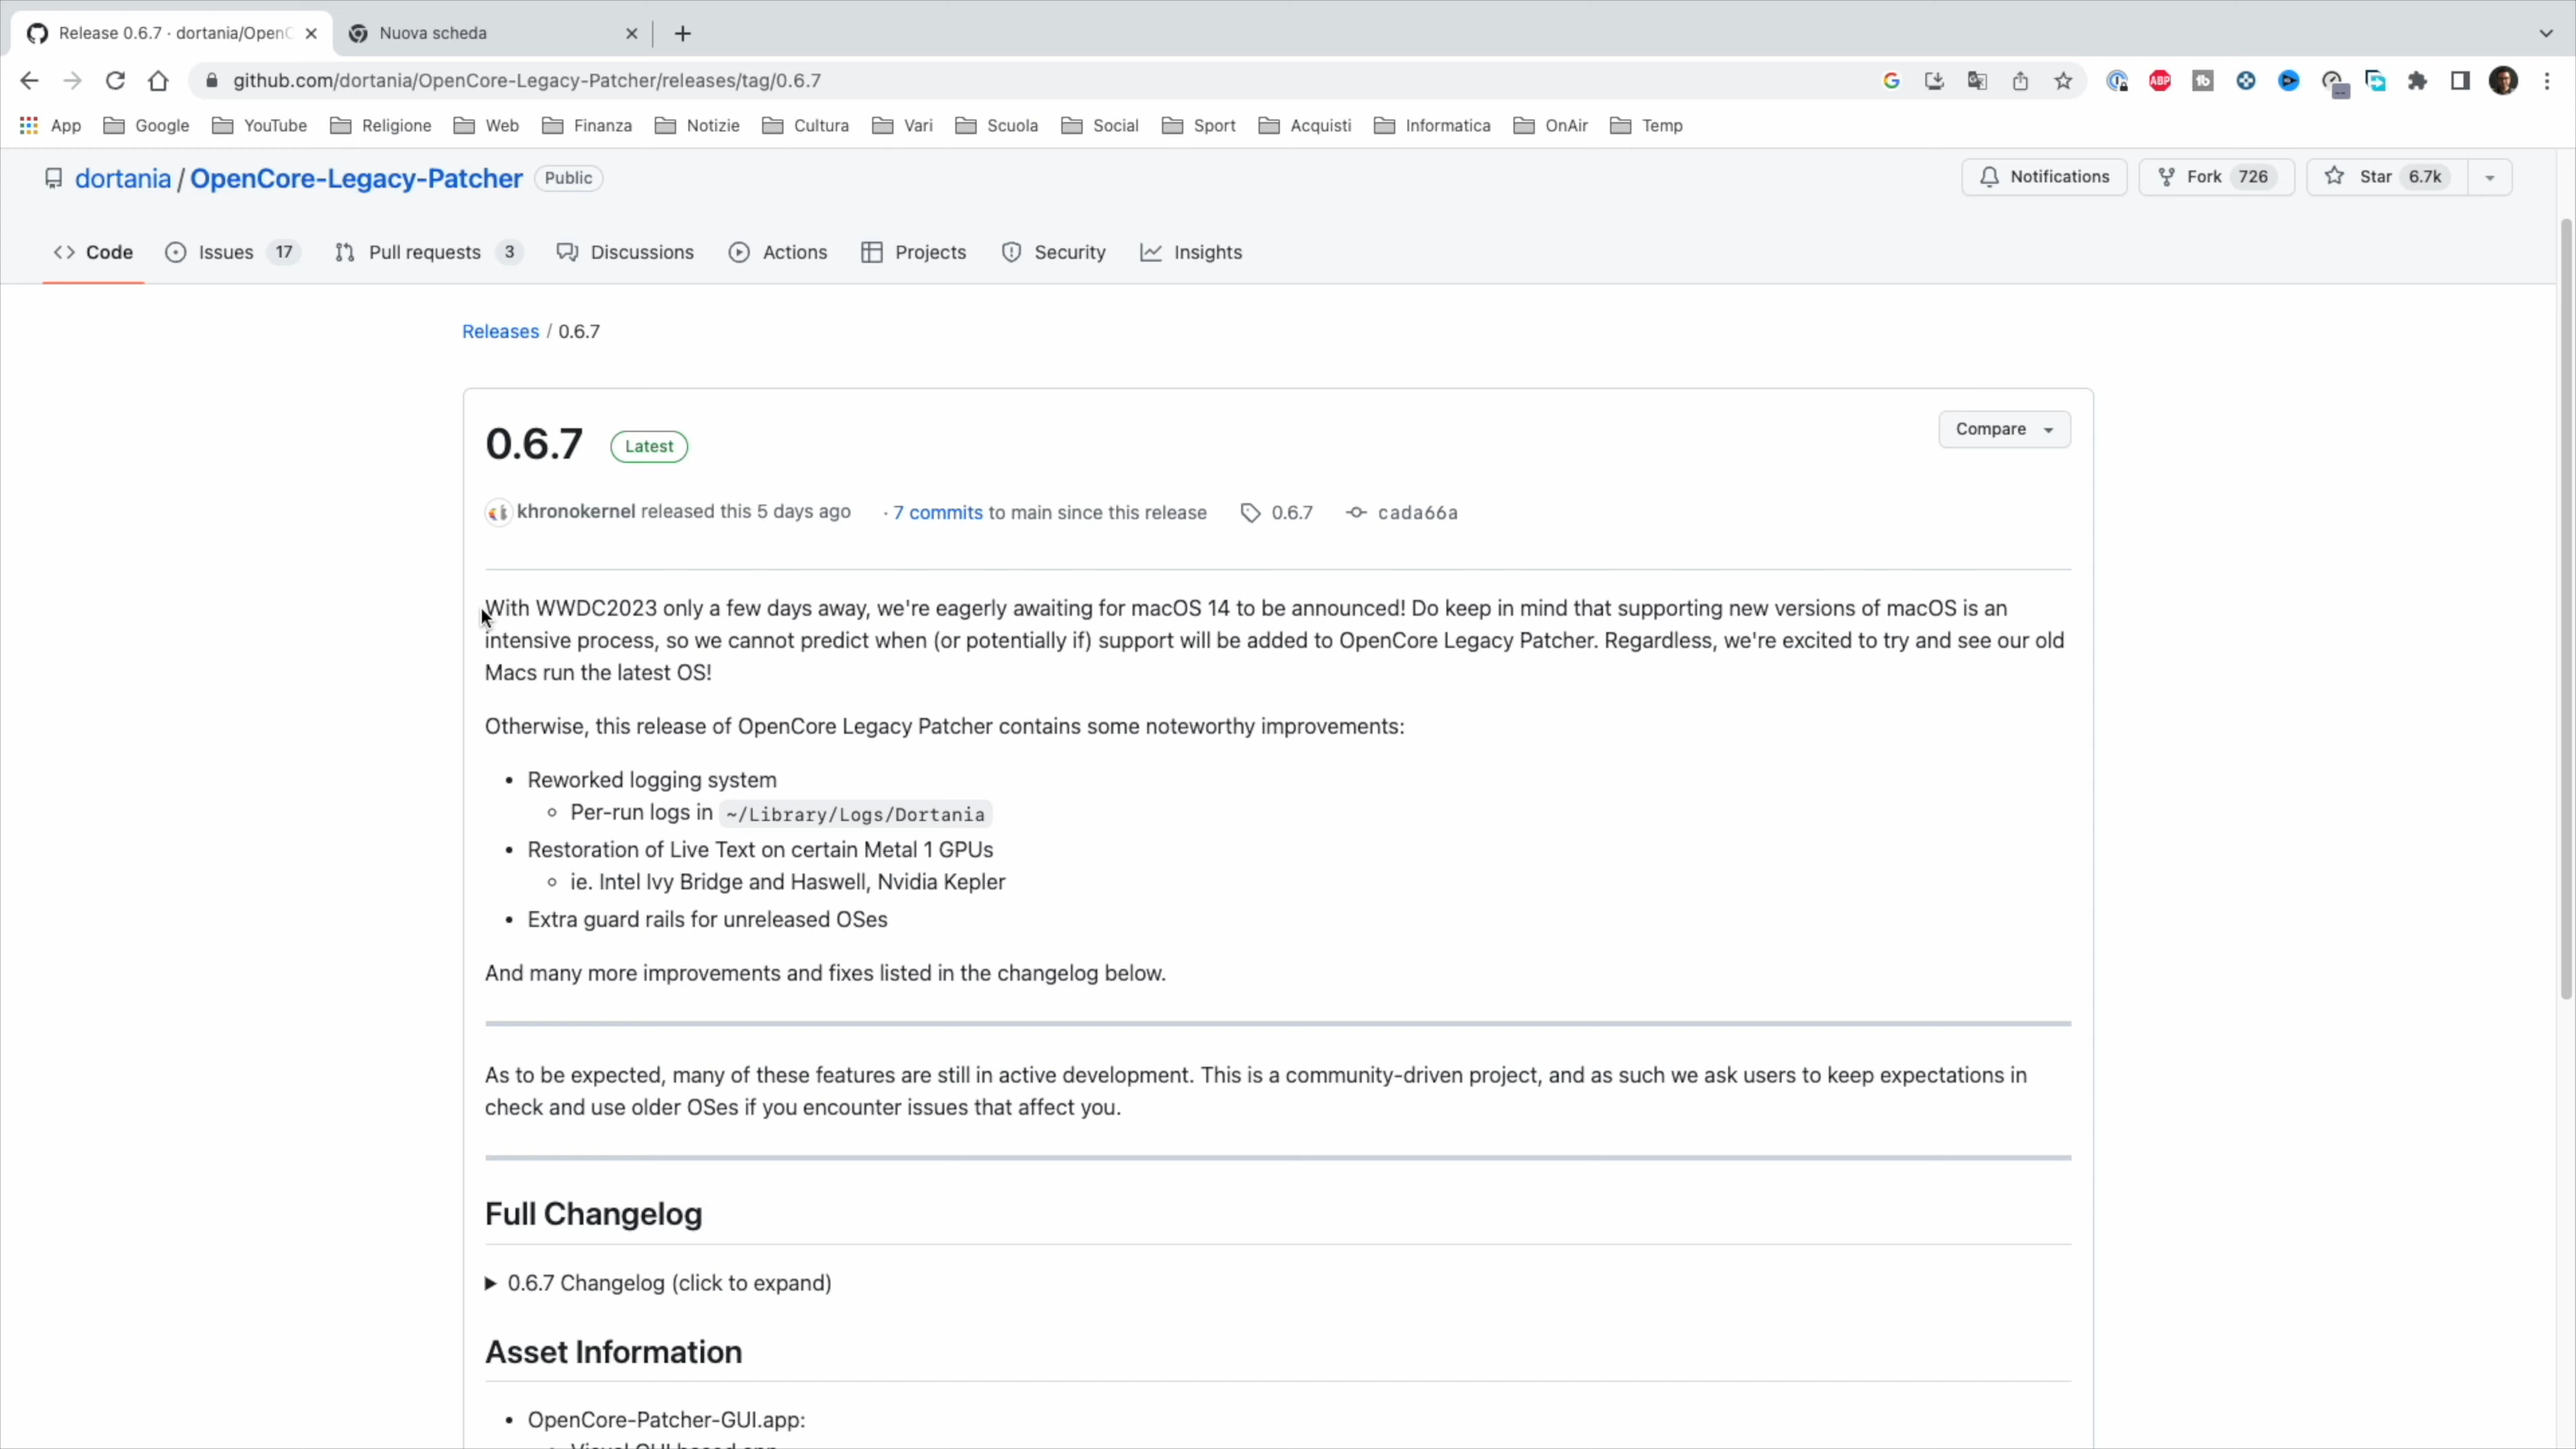 Release 0.6.7 · dortania/OpenC
Nuova scheda
github.com/dortania/OpenCore-Legacy-Patcher/releases/tag/0.6.7
ABP
App Google YouTube Religione Web Finanza Notizie Cultura Vari Scuola Social Sport Acquisti Informatica OnAir Temp
dortania / OpenCore-Legacy-Patcher Public
Notifications Fork 726 Star 6.7k
Code Issues 17 Pull requests 3 Discussions Actions Projects Security Insights
Releases / 0.6.7
0.6.7 Latest
Compare
khronokernel released this 5 days ago · 7 commits to main since this release 0.6.7 cada66a
With WWDC2023 only a few days away, we're eagerly awaiting for macOS 14 to be announced! Do keep in mind that supporting new versions of macOS is an
intensive process, so we cannot predict when (or potentially if) support will be added to OpenCore Legacy Patcher. Regardless, we're excited to try and see our old
Macs run the latest OS!
Otherwise, this release of OpenCore Legacy Patcher contains some noteworthy improvements:
• Reworked logging system
◦ Per-run logs in ~/Library/Logs/Dortania
• Restoration of Live Text on certain Metal 1 GPUs
◦ ie. Intel Ivy Bridge and Haswell, Nvidia Kepler
• Extra guard rails for unreleased OSes
And many more improvements and fixes listed in the changelog below.
As to be expected, many of these features are still in active development. This is a community-driven project, and as such we ask users to keep expectations in
check and use older OSes if you encounter issues that affect you.
Full Changelog
▶ 0.6.7 Changelog (click to expand)
Asset Information
• OpenCore-Patcher-GUI.app: